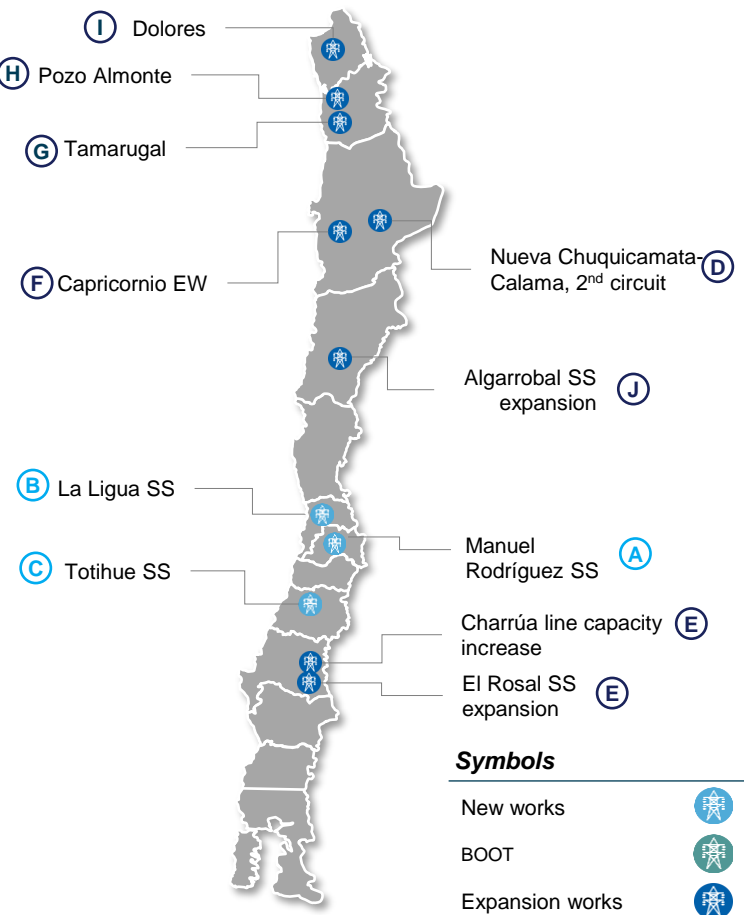 I Dolores
H Pozo Almonte
G Tamarugal
F Capricornio EW
Nueva Chuquicamata- D
Calama, 2nd circuit
Algarrobal SS J
expansion
B La Ligua SS
Manuel A
Rodríguez SS
C Totihue SS
Charrúa line capacity E
increase
El Rosal SS E
expansion
Symbols
New works
BOOT
Expansion works